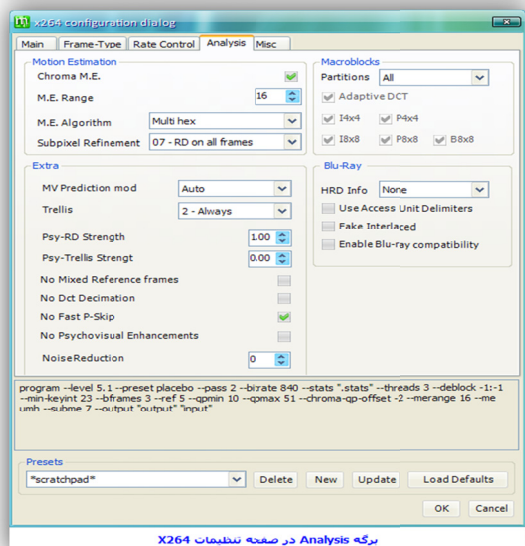 x264 configuration dialog
Main Frame-Type Rate Control Analysis Misc
Motion Estimation
Chroma M.E.
M.E. Range 16
M.E. Algorithm Multi hex
Subpixel Refinement 07 - RD on all frames
Macroblocks
Partitions All
Adaptive DCT
I4x4 P4x4
I8x8 P8x8 B8x8
Extra
MV Prediction mod Auto
Trellis 2 - Always
Psy-RD Strength 1.00
Psy-Trellis Strengt 0.00
No Mixed Reference frames
No Dct Decimation
No Fast P-Skip
No Psychovisual Enhancements
NoiseReduction 0
Blu-Ray
HRD Info None
Use Access Unit Delimiters
Fake Interlaced
Enable Blu-ray compatibility
program --level 5.1 --preset placebo --pass 2 --bitrate 840 --stats ".stats" --threads 3 --deblock -1:-1
--min-keyint 23 --bframes 3 --ref 5 --qpmin 10 --qpmax 51 --chroma-qp-offset -2 --merange 16 --me
umh --subme 7 --output "output" "input"
Presets
*scratchpad* Delete New Update Load Defaults
OK Cancel
برگه Analysis در صفحه تنظیمات X264